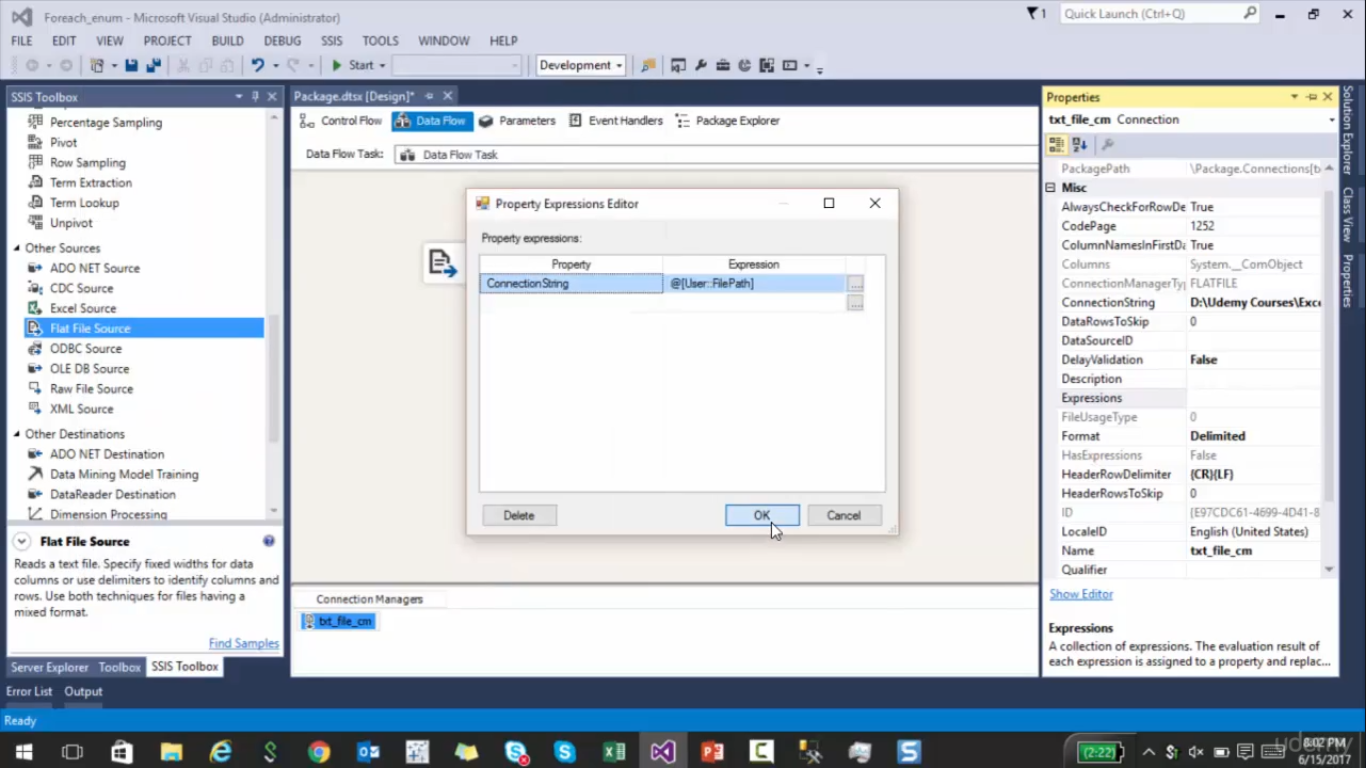 Foreach_enum - Microsoft Visual Studio (Administrator)
1
Quick Launch (Ctrl+Q)
FILE EDIT VIEW PROJECT BUILD DEBUG SSIS TOOLS WINDOW HELP
Start
Development
SSIS Toolbox
Percentage Sampling
Pivot
Row Sampling
Term Extraction
Term Lookup
Unpivot
Other Sources
ADO NET Source
CDC Source
Excel Source
Flat File Source
ODBC Source
OLE DB Source
Raw File Source
XML Source
Other Destinations
ADO NET Destination
Data Mining Model Training
DataReader Destination
Dimension Processing
Flat File Source
Reads a text file. Specify fixed widths for data
columns or use delimiters to identify columns and
rows. Use both techniques for files having a
mixed format.
Find Samples
Server Explorer Toolbox SSIS Toolbox
Package.dtsx [Design]*
Control Flow Data Flow Parameters Event Handlers Package Explorer
Data Flow Task: Data Flow Task
Property Expressions Editor
Property expressions:
Property Expression
ConnectionString @[User::FilePath]
...
...
Delete OK Cancel
Connection Managers
txt_file_cm
Properties
txt_file_cm Connection
PackagePath \Package.Connections[t
Misc
AlwaysCheckForRowDe True
CodePage 1252
ColumnNamesInFirstDa True
Columns System.__ComObject
ConnectionManagerTyp FLATFILE
ConnectionString D:\Udemy Courses\Exce
DataRowsToSkip 0
DataSourceID
DelayValidation False
Description
Expressions
FileUsageType 0
Format Delimited
HasExpressions False
HeaderRowDelimiter {CR}{LF}
HeaderRowsToSkip 0
ID {E97CDC61-4699-4D41-8
LocaleID English (United States)
Name txt_file_cm
Qualifier
Show Editor
Expressions
A collection of expressions. The evaluation result of
each expression is assigned to a property and replac...
Solution Explorer
Class View
Properties
Error List Output
Ready
(2:22)
8:02 PM
6/15/2017
udemy